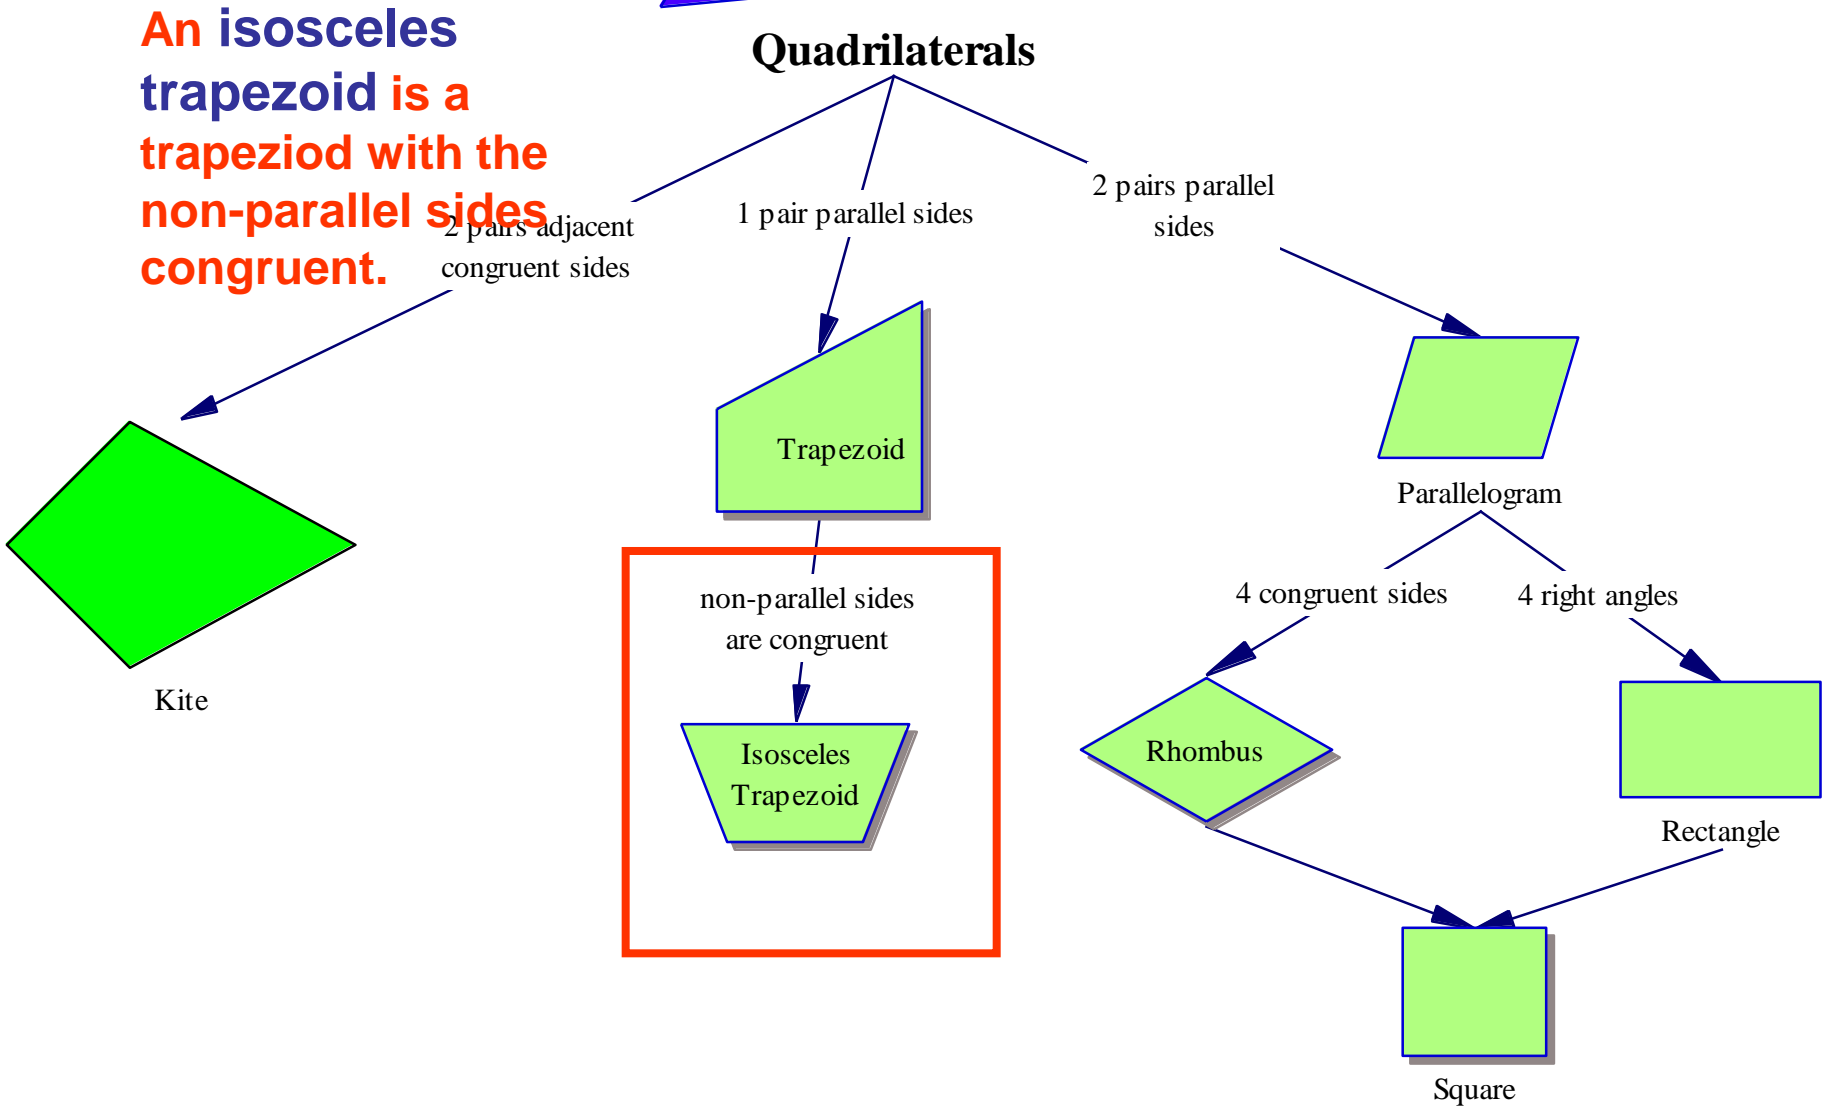 An isosceles
trapezoid is a
trapeziod with the
non-parallel sides
congruent.
Quadrilaterals
2 pairs adjacent
congruent sides
1 pair parallel sides
2 pairs parallel
sides
Trapezoid
Parallelogram
non-parallel sides
are congruent
4 congruent sides
4 right angles
Kite
Isosceles
Trapezoid
Rhombus
Rectangle
Square